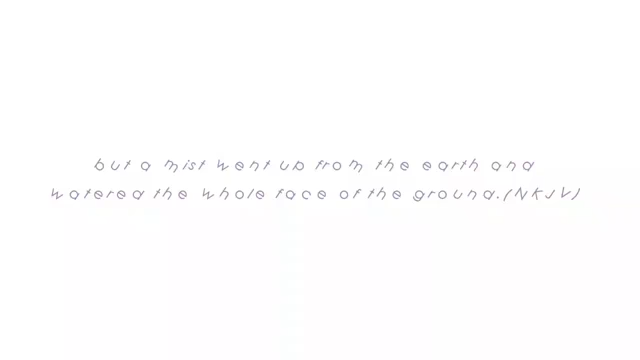 but a mist went up from the earth and
watered the whole face of the ground.(NKJV)